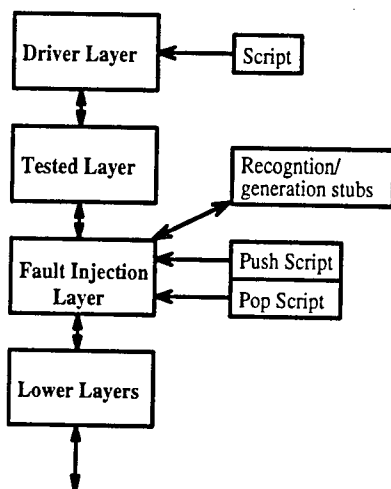 Driver Layer
Script
Tested Layer
Recogntion/
generation stubs
Fault Injection
Layer
Push Script
Pop Script
Lower Layers